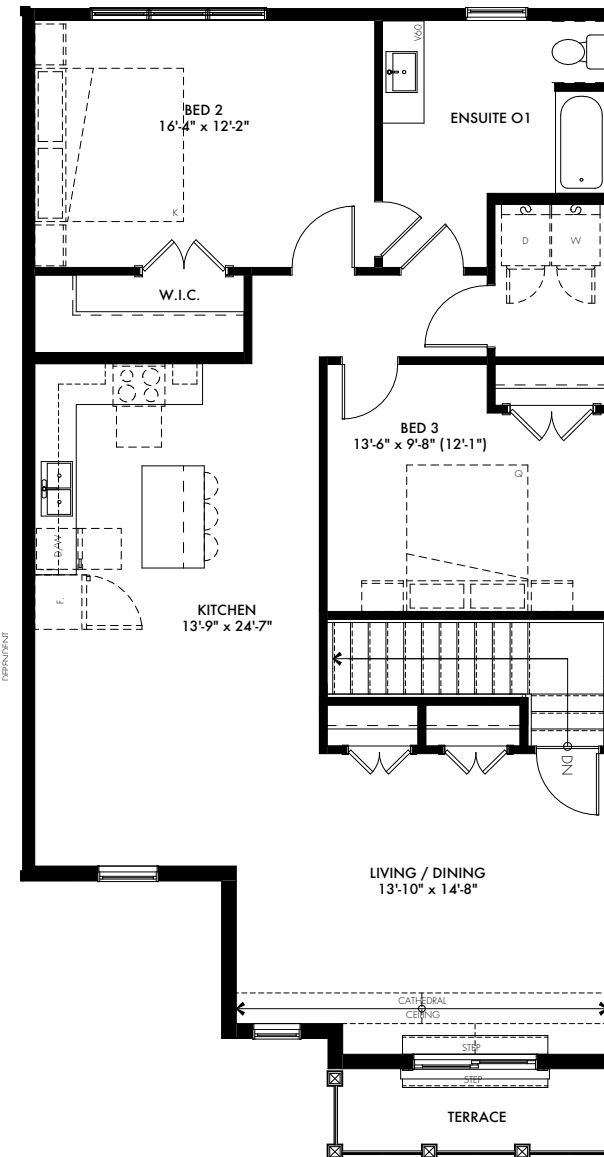 V60
BED 2
16'-4" x 12'-2"
ENSUITE 01
K
D
W
W.I.C.
BED 3
13'-6" x 9'-8" (12'-1")
Q
D/W
F.
KITCHEN
13'-9" x 24'-7"
DN
LIVING / DINING
13'-10" x 14'-8"
CATHEDRAL
CEILING
STEP
STEP
TERRACE